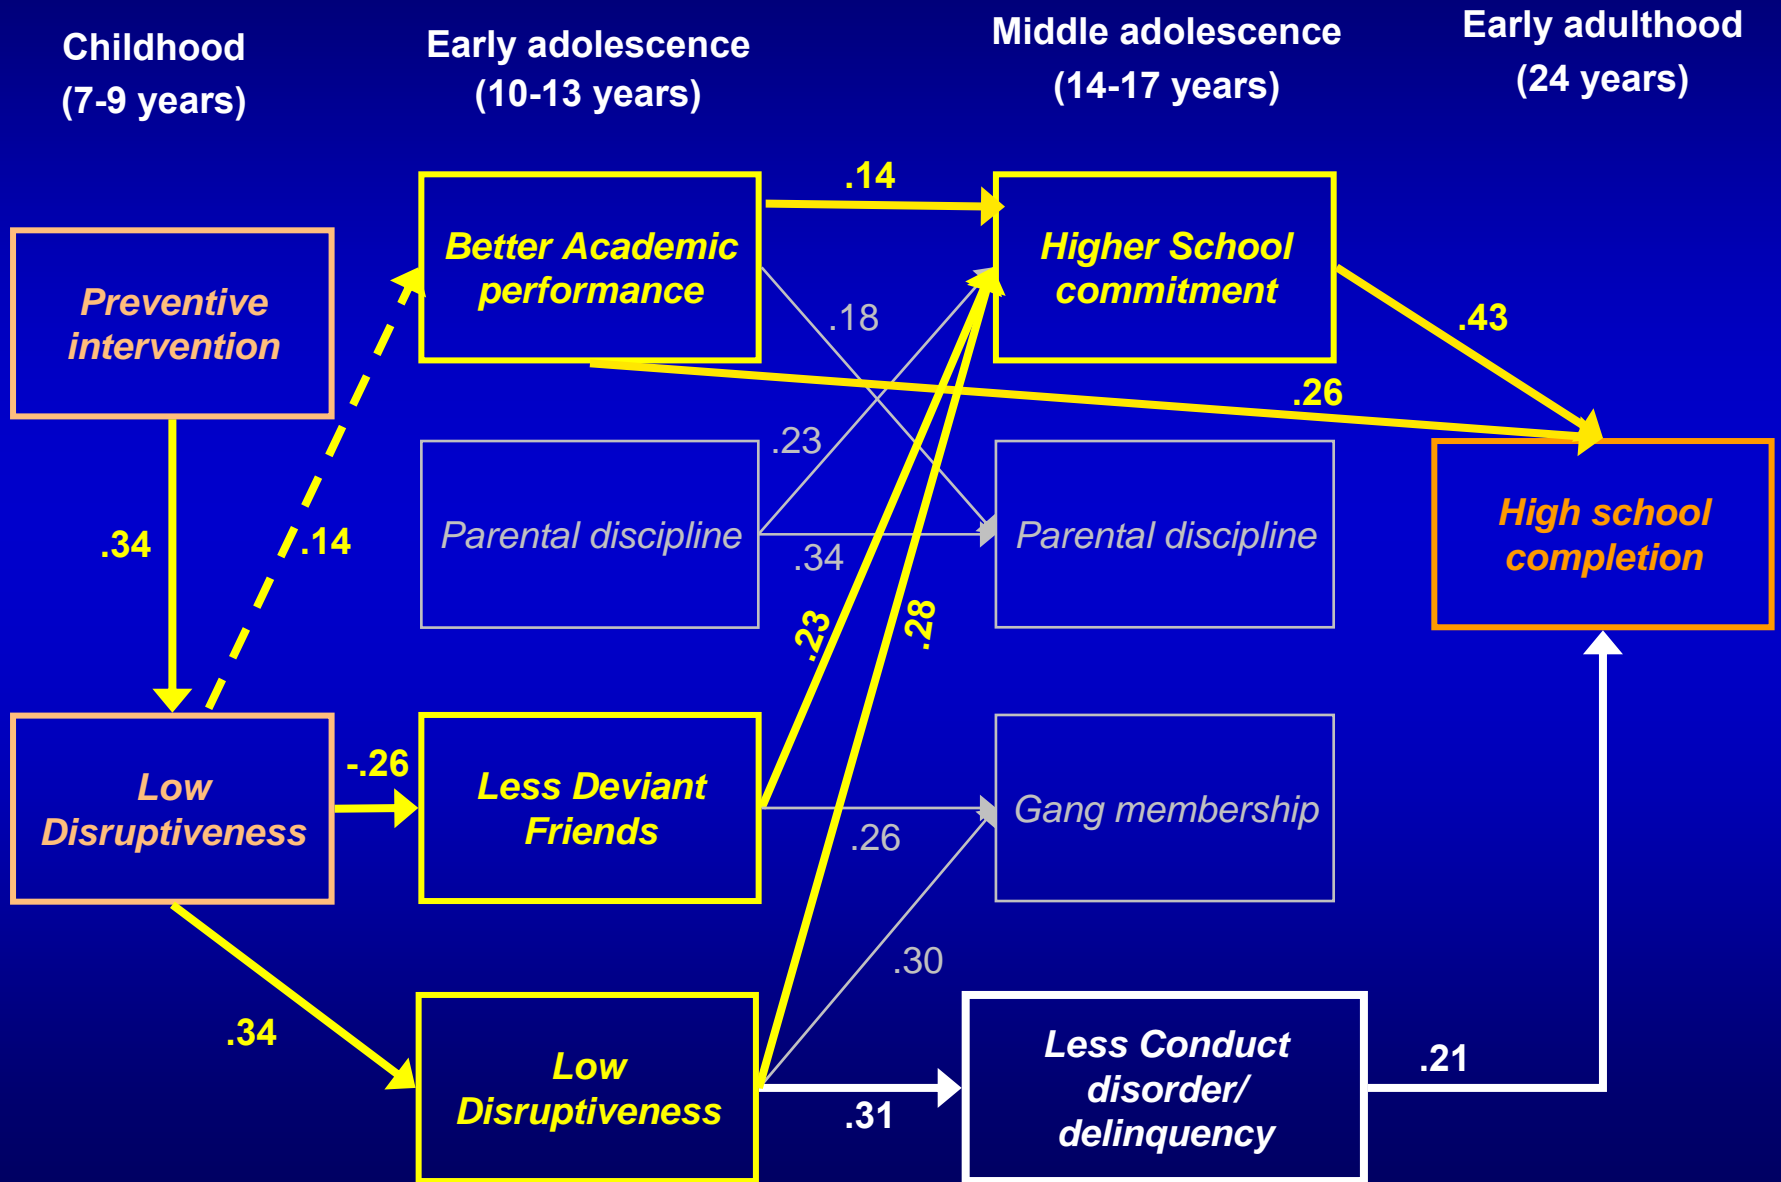 Childhood
(7-9 years)
Early adolescence
(10-13 years)
Middle adolescence
(14-17 years)
Early adulthood
(24 years)
Preventive
intervention
Better Academic
performance
.14
Higher School
commitment
.18
.43
.26
.23
.34
.14
Parental discipline
.34
Parental discipline
High school
completion
.23
.28
Low
Disruptiveness
-.26
Less Deviant
Friends
.26
Gang membership
.30
.34
Low
Disruptiveness
.31
Less Conduct
disorder/
delinquency
.21